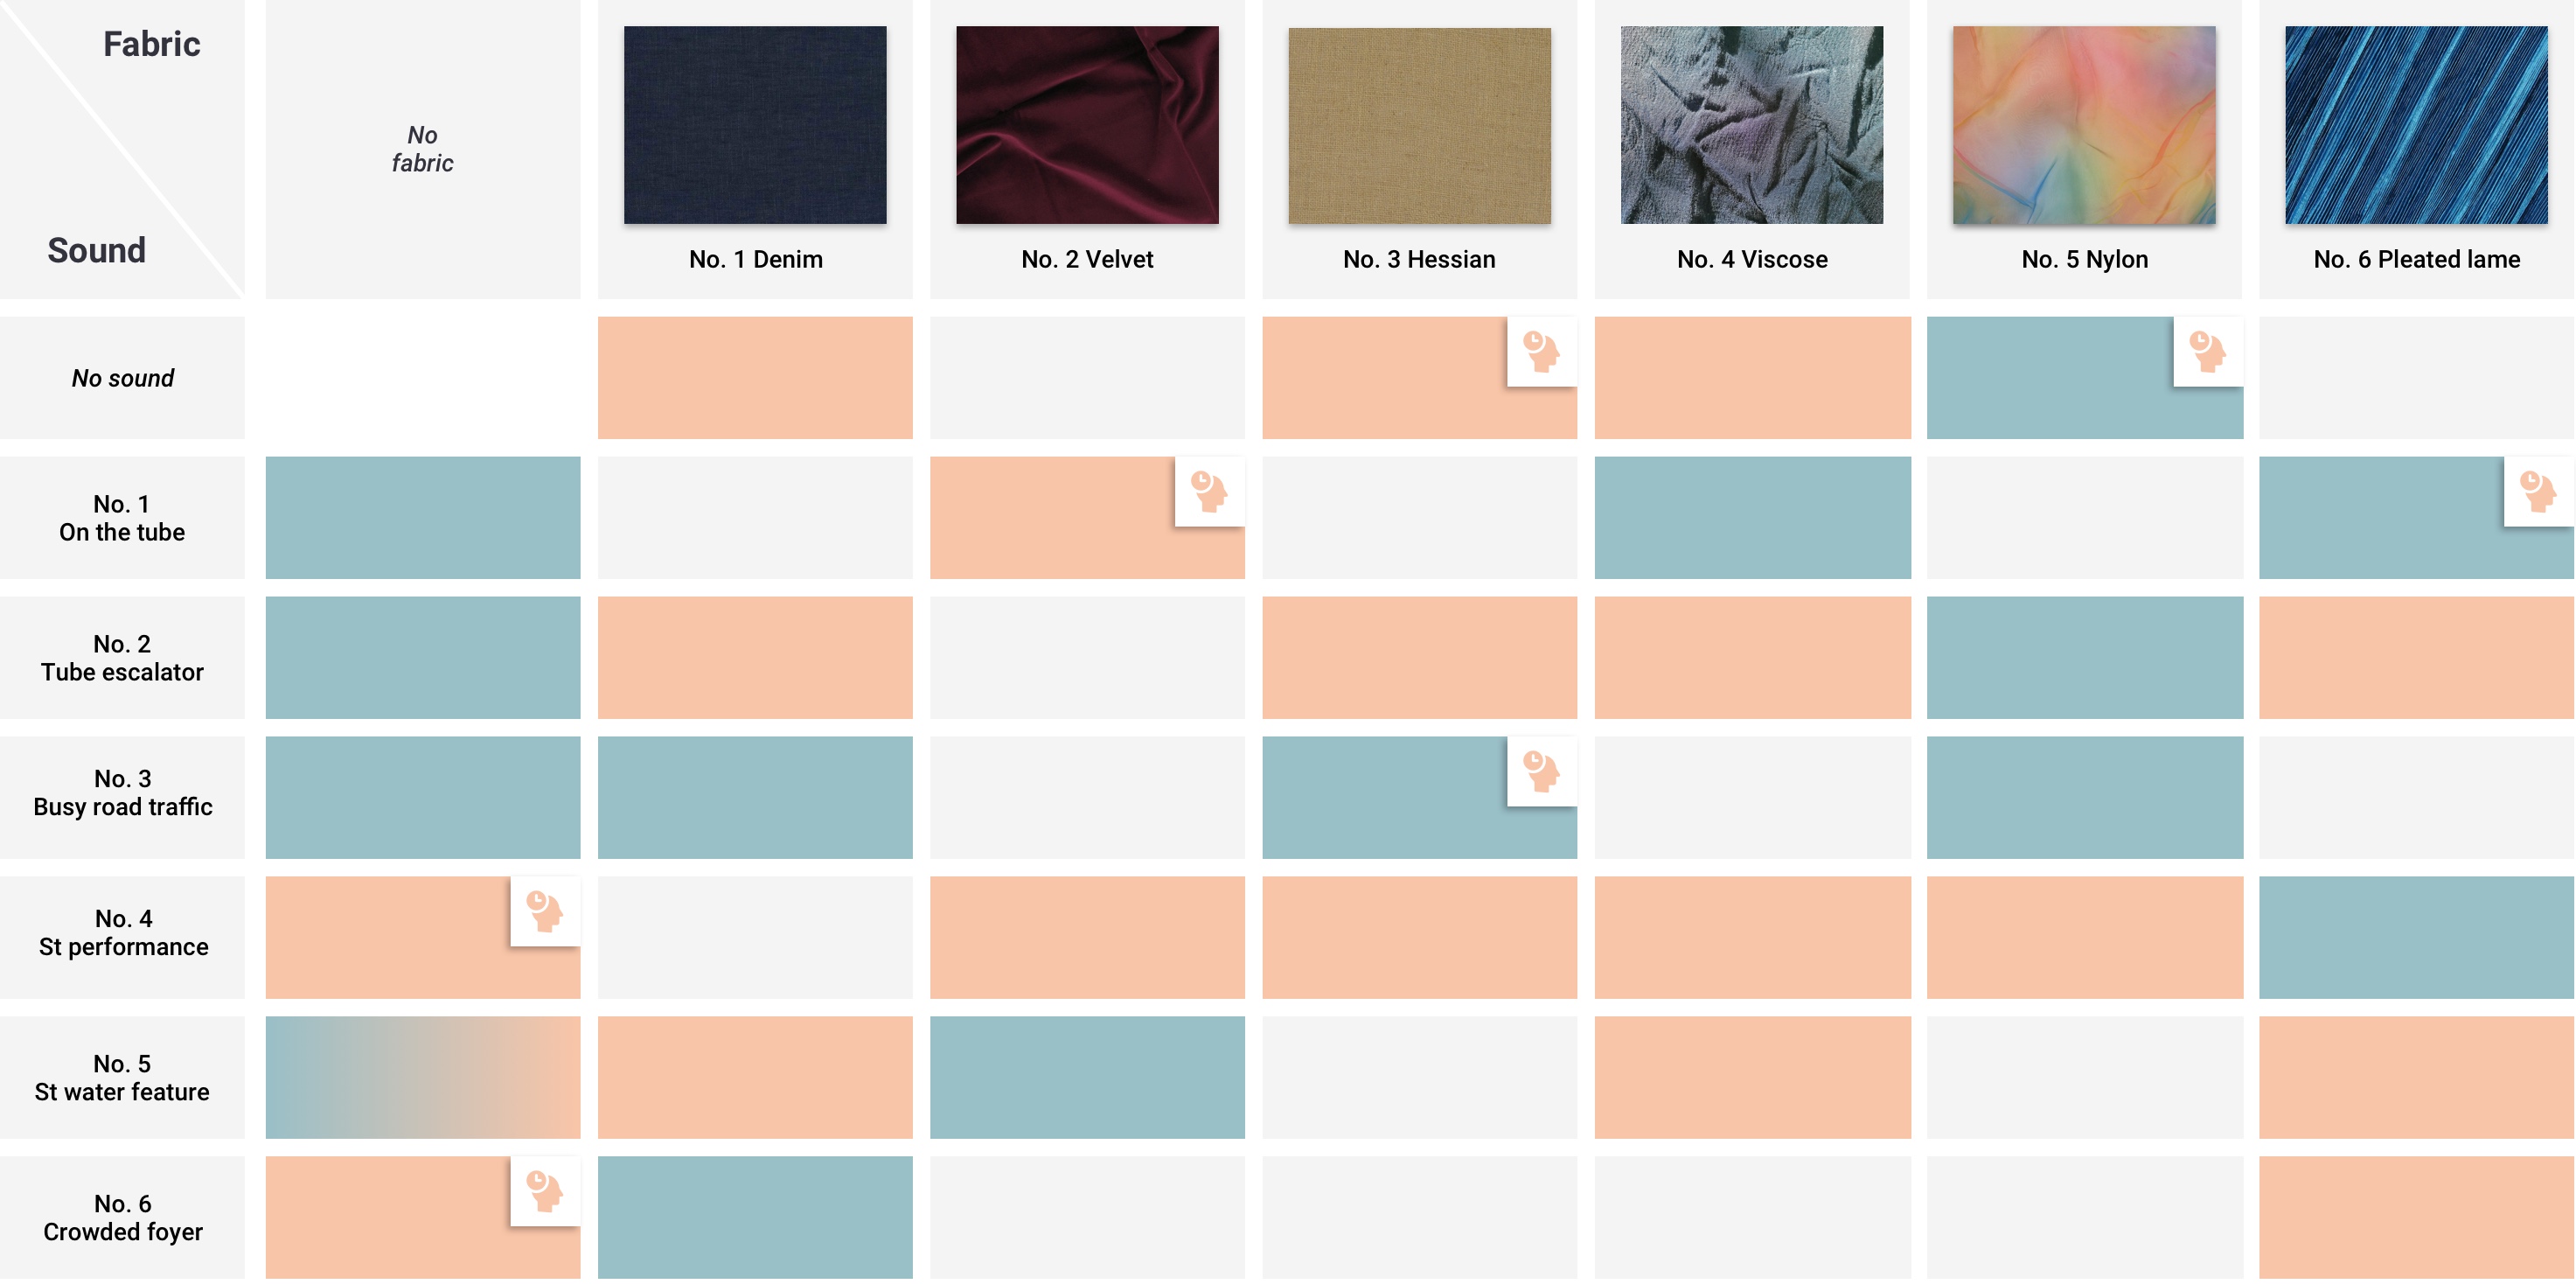 Fabric
Sound
No
fabric
No. 1 Denim
No. 2 Velvet
No. 3 Hessian
No. 4 Viscose
No. 5 Nylon
No. 6 Pleated lame
No sound
No. 1
On the tube
No. 2
Tube escalator
No. 3
Busy road traffic
No. 4
St performance
No. 5
St water feature
No. 6
Crowded foyer